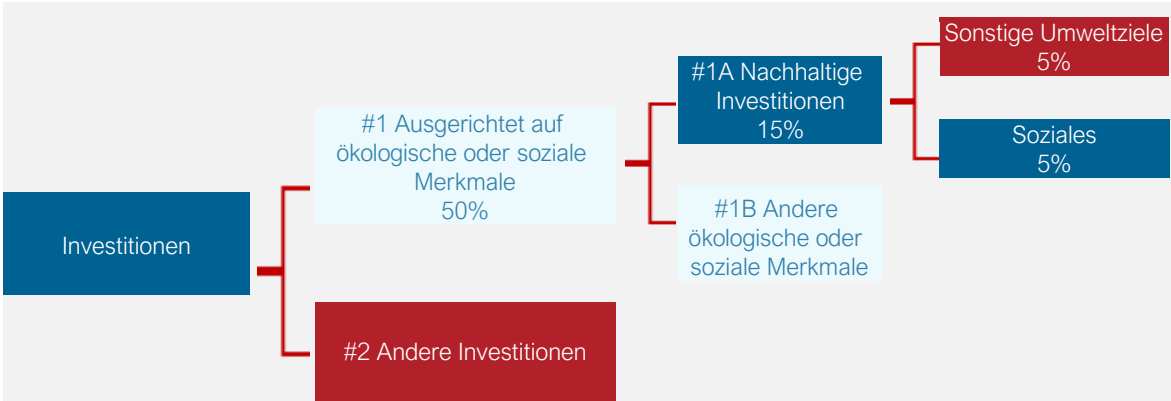 Investitionen
#1 Ausgerichtet auf
ökologische oder soziale
Merkmale
50%
#2 Andere Investitionen
#1A Nachhaltige
Investitionen
15%
#1B Andere
ökologische oder
soziale Merkmale
Sonstige Umweltziele
5%
Soziales
5%